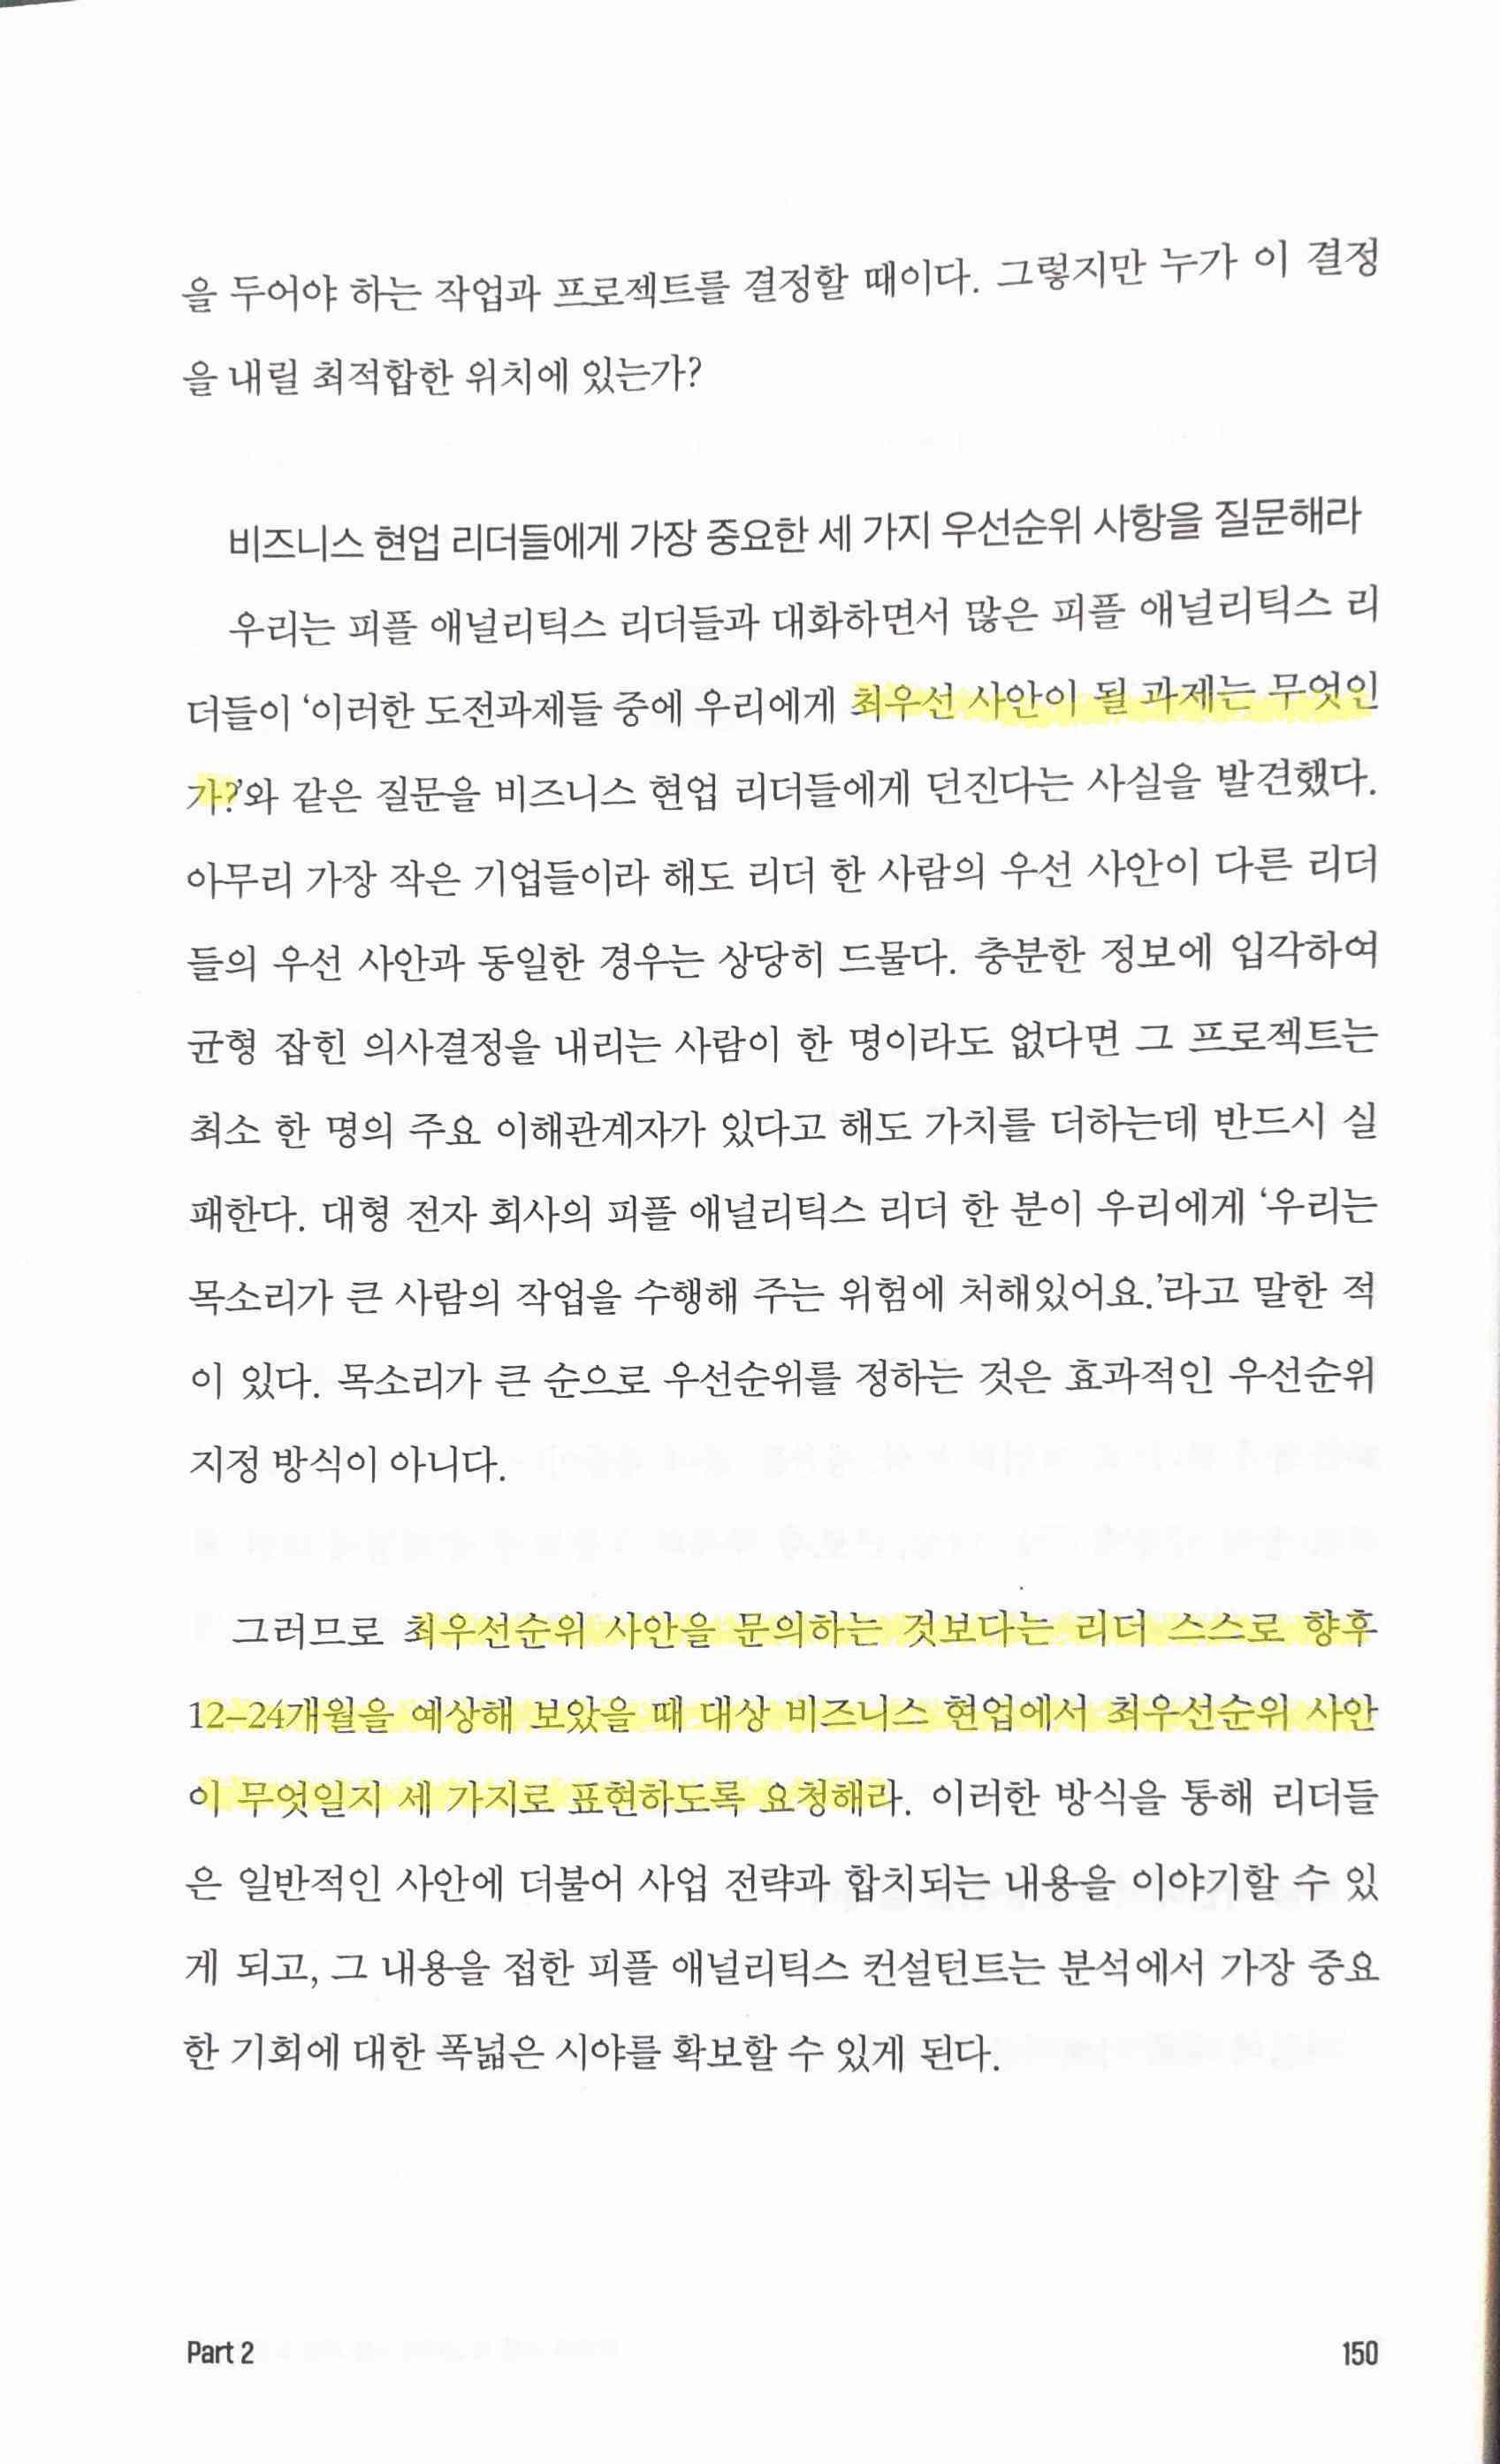 을 두어야 하는 작업과 프로젝트를 결정할 때이다. 그렇지만 누가 이 결정
을 내릴 최적합한 위치에 있는가?
비즈니스 현업 리더들에게 가장 중요한 세 가지 우선순위 사항을 질문해라
우리는 피플 애널리틱스 리더들과 대화하면서 많은 피플 애널리틱스 리
더들이 ‘이러한 도전과제들 중에 우리에게 최우선 사안이 될 과제는 무엇인
가?’와 같은 질문을 비즈니스 현업 리더들에게 던진다는 사실을 발견했다.
아무리 가장 작은 기업들이라 해도 리더 한 사람의 우선 사안이 다른 리더
들의 우선 사안과 동일한 경우는 상당히 드물다. 충분한 정보에 입각하여
균형 잡힌 의사결정을 내리는 사람이 한 명이라도 없다면 그 프로젝트는
최소 한 명의 주요 이해관계자가 있다고 해도 가치를 더하는데 반드시 실
패한다. 대형 전자 회사의 피플 애널리틱스 리더 한 분이 우리에게 ‘우리는
목소리가 큰 사람의 작업을 수행해 주는 위험에 처해있어요.’라고 말한 적
이 있다. 목소리가 큰 순으로 우선순위를 정하는 것은 효과적인 우선순위
지정 방식이 아니다.
그러므로 최우선순위 사안을 문의하는 것보다는 리더 스스로 향후
12–24개월을 예상해 보았을 때 대상 비즈니스 현업에서 최우선순위 사안
이 무엇일지 세 가지로 표현하도록 요청해라. 이러한 방식을 통해 리더들
은 일반적인 사안에 더불어 사업 전략과 합치되는 내용을 이야기할 수 있
게 되고, 그 내용을 접한 피플 애널리틱스 컨설턴트는 분석에서 가장 중요
한 기회에 대한 폭넓은 시야를 확보할 수 있게 된다.
Part 2
150